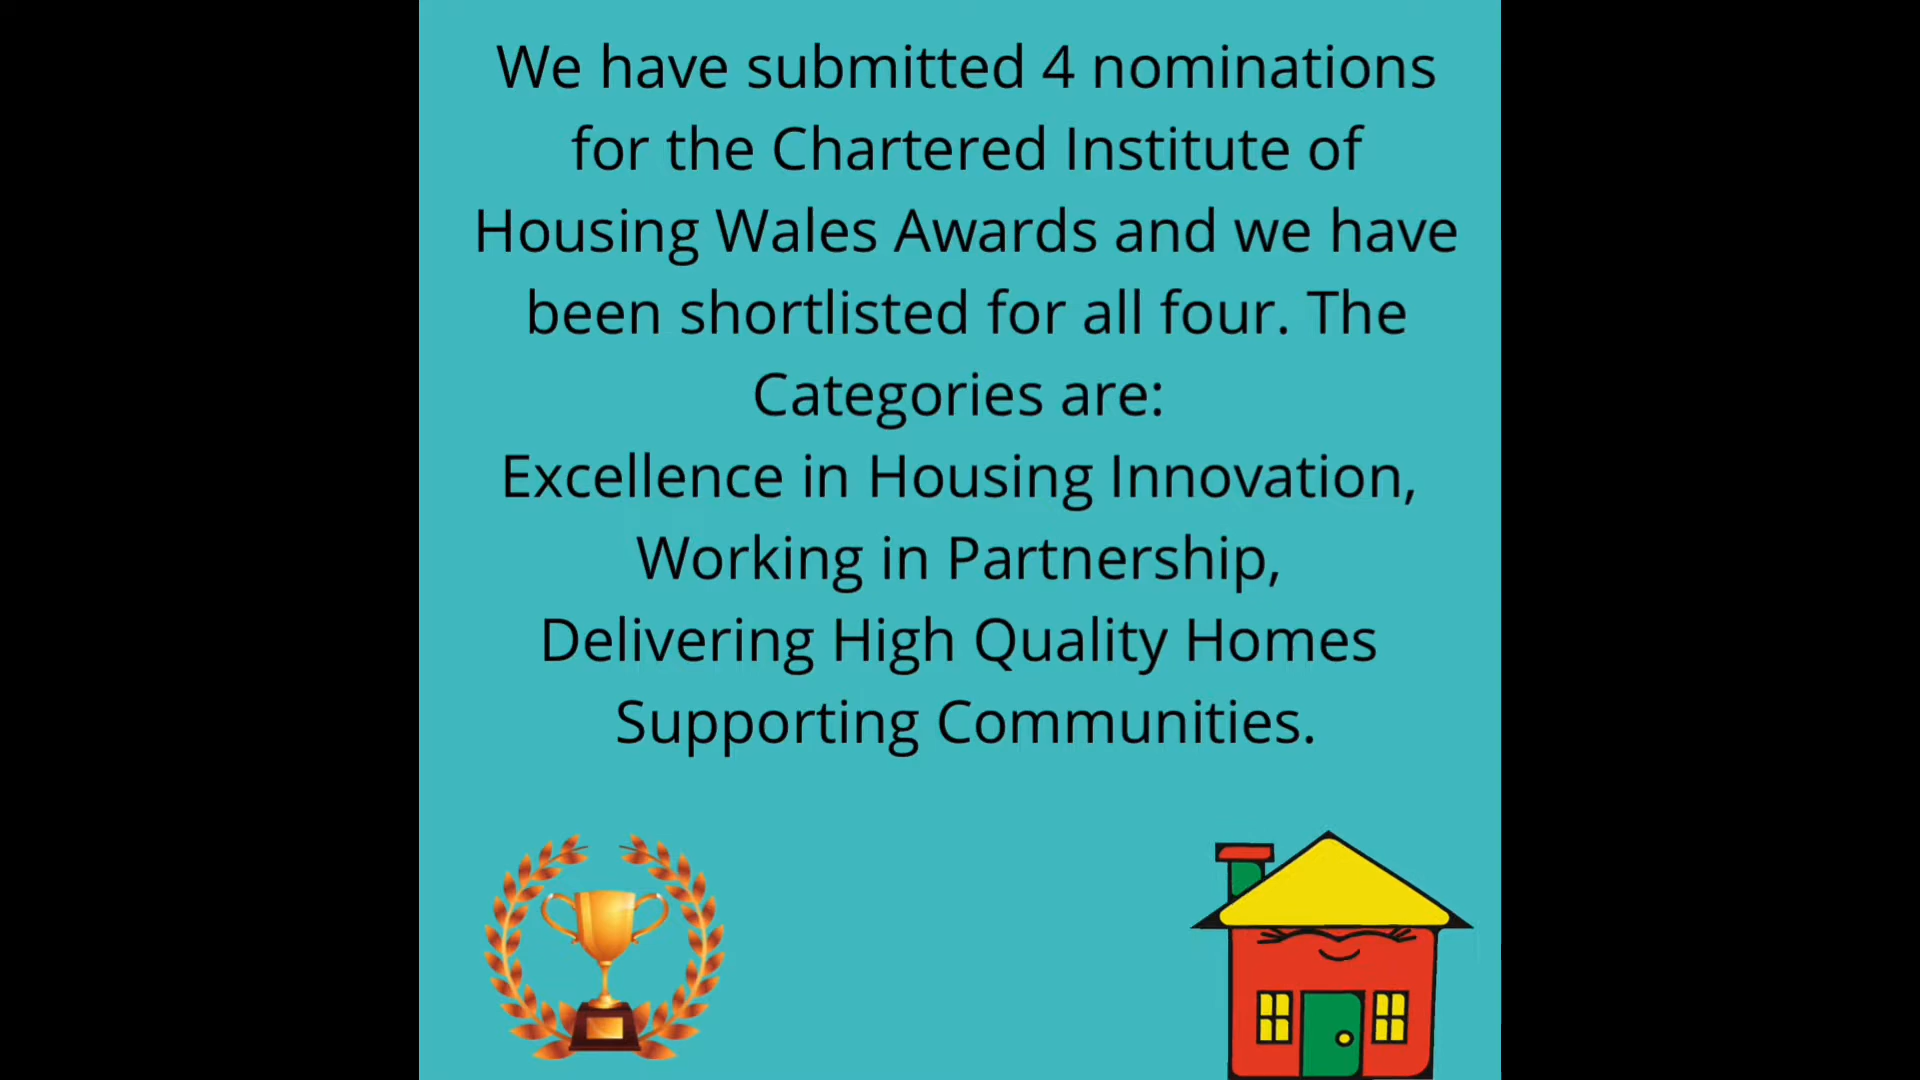 We have submitted 4 nominations
for the Chartered Institute of
Housing Wales Awards and we have
been shortlisted for all four. The
Categories are:
Excellence in Housing Innovation,
Working in Partnership,
Delivering High Quality Homes
Supporting Communities.